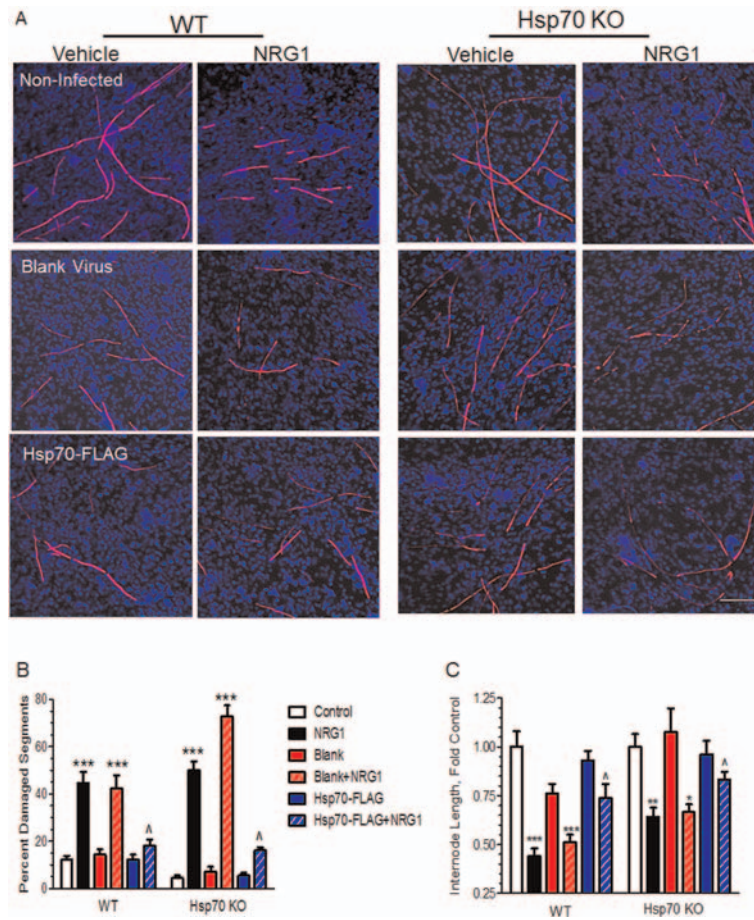 A
WT
Hsp70 KO
Vehicle
NRG1
Vehicle
NRG1
Non-Infected
Blank Virus
Hsp70-FLAG
B
Percent Damaged Segments
80
60
40
20
0
***
***
^
***
***
^
WT
Hsp70 KO
Control
NRG1
Blank
Blank+NRG1
Hsp70-FLAG
Hsp70-FLAG+NRG1
C
Internode Length, Fold Control
1.25
1.00
0.75
0.50
0.25
***
***
^
**
*
^
WT
Hsp70 KO